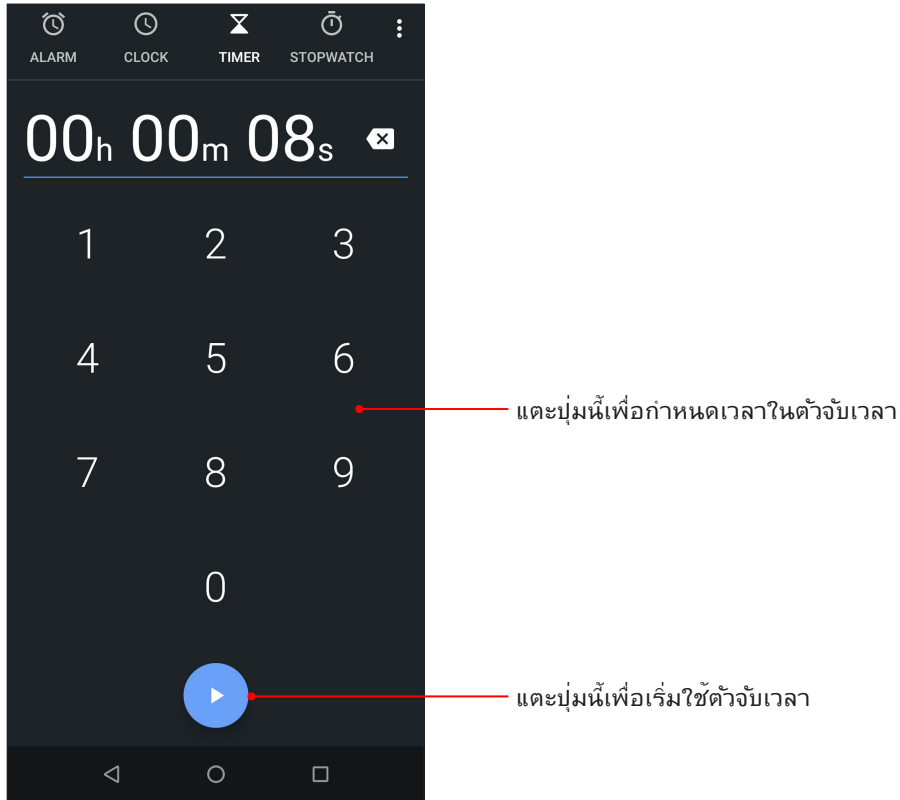 ALARM CLOCK TIMER STOPWATCH
00h 00m 08s
1 2 3
4 5 6
แตะปุ่มนี้เพื่อกำหนดเวลาในตัวจับเวลา
7 8 9
0
แตะปุ่มนี้เพื่อเริ่มใช้ตัวจับเวลา